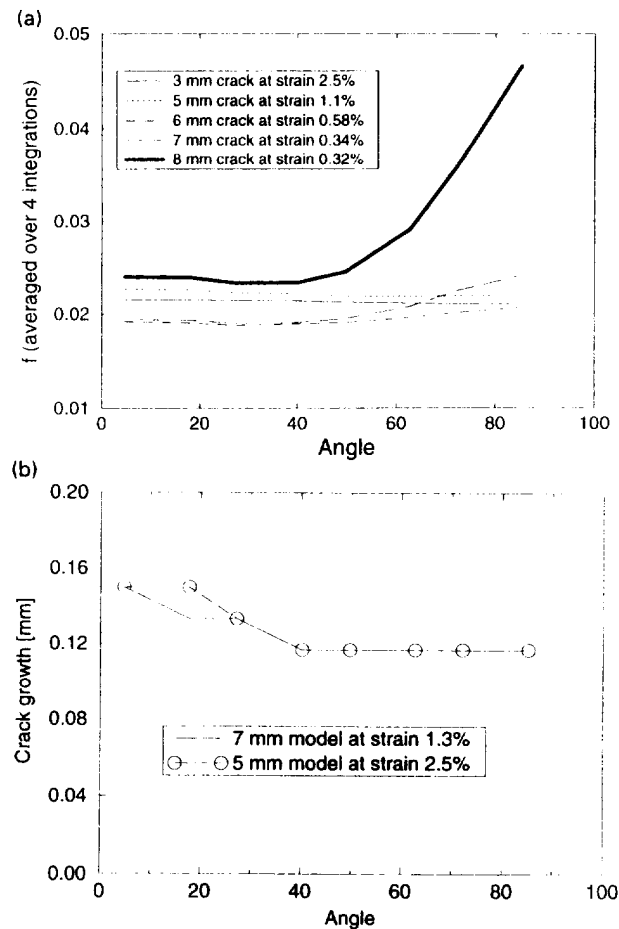 (a)
0.05
0.04
0.03
0.02
0.01
f (averaged over 4 integrations)
3 mm crack at strain 2.5%
5 mm crack at strain 1.1%
6 mm crack at strain 0.58%
7 mm crack at strain 0.34%
8 mm crack at strain 0.32%
0 20 40 60 80 100
Angle
(b)
0.20
0.16
0.12
0.08
0.04
0.00
Crack growth [mm]
7 mm model at strain 1.3%
5 mm model at strain 2.5%
0 20 40 60 80 100
Angle